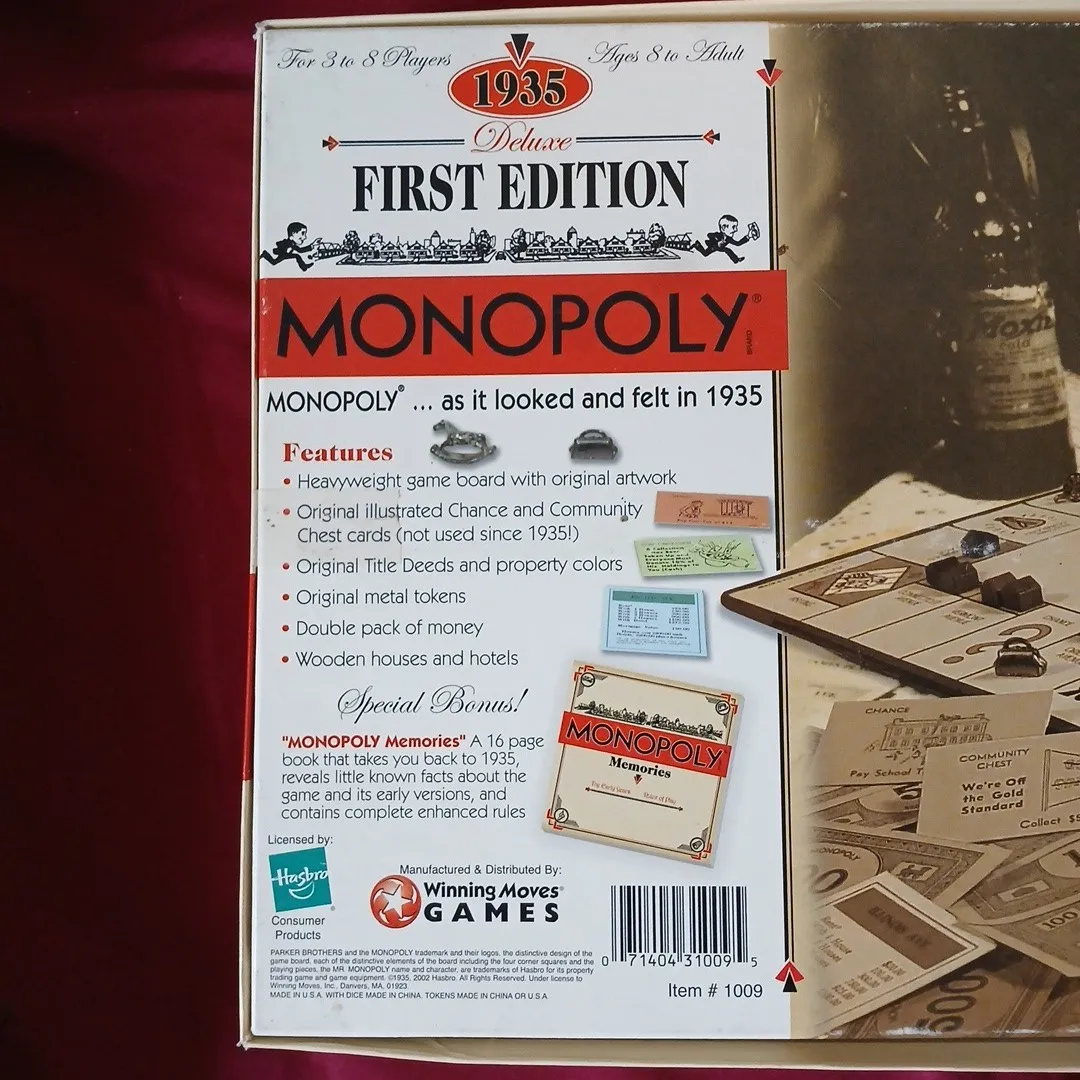 For 3 to 8 Players
Ages 8 to Adult
1935
Deluxe
FIRST EDITION
MONOPOLY®
BRAND
MONOPOLY® ... as it looked and felt in 1935
Features
• Heavyweight game board with original artwork
• Original illustrated Chance and Community
Chest cards (not used since 1935!)
• Original Title Deeds and property colors
• Original metal tokens
• Double pack of money
• Wooden houses and hotels
Special Bonus!
"MONOPOLY Memories" A 16 page
book that takes you back to 1935,
reveals little known facts about the
game and its early versions, and
contains complete enhanced rules
MONOPOLY
Memories
Licensed by:
Hasbro
Consumer
Products
Manufactured & Distributed By:
Winning Moves®
GAMES
PARKER BROTHERS and the MONOPOLY trademark and their logos, the distinctive design of the
game board, each of the distinctive elements of the board including the four corner squares and the
playing pieces, the MR. MONOPOLY name and character, are trademarks of Hasbro for its property
trading game and game equipment. ©1935, 2002 Hasbro. All Rights Reserved. Under license to
Winning Moves, Inc., Danvers, MA, 01923
MADE IN U.S.A. WITH DICE MADE IN CHINA. TOKENS MADE IN CHINA OR U.S.A.
0 71404 31009 5
Item # 1009
Moxie
CHANCE
CHANCE
Pay School T
COMMUNITY
CHEST
We're Off
the Gold
Standard
Collect $5
MONOPOLY
100